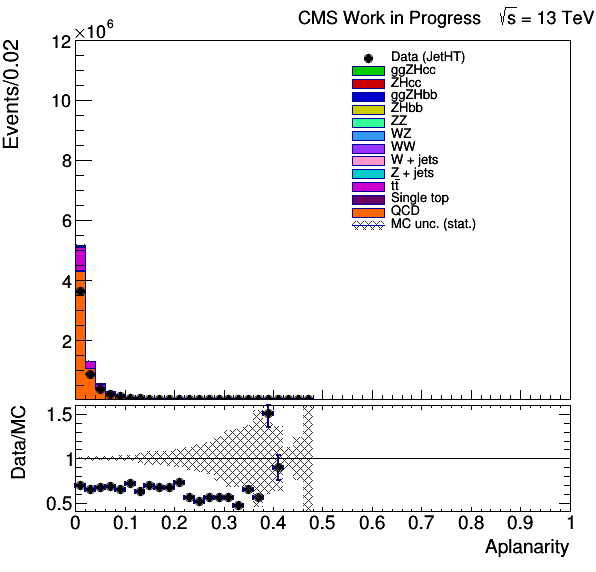 CMS Work in Progress √s = 13 TeV
12 ×10⁶
Events/0.02
10
8
6
4
2
Data (JetHT)
ggZHcc
ZHcc
ggZHbb
ZHbb
ZZ
WZ
WW
W + jets
Z + jets
tt̄
Single top
QCD
MC unc. (stat.)
Data/MC
1.5
1
0.5
0 0.1 0.2 0.3 0.4 0.5 0.6 0.7 0.8 0.9 1
Aplanarity